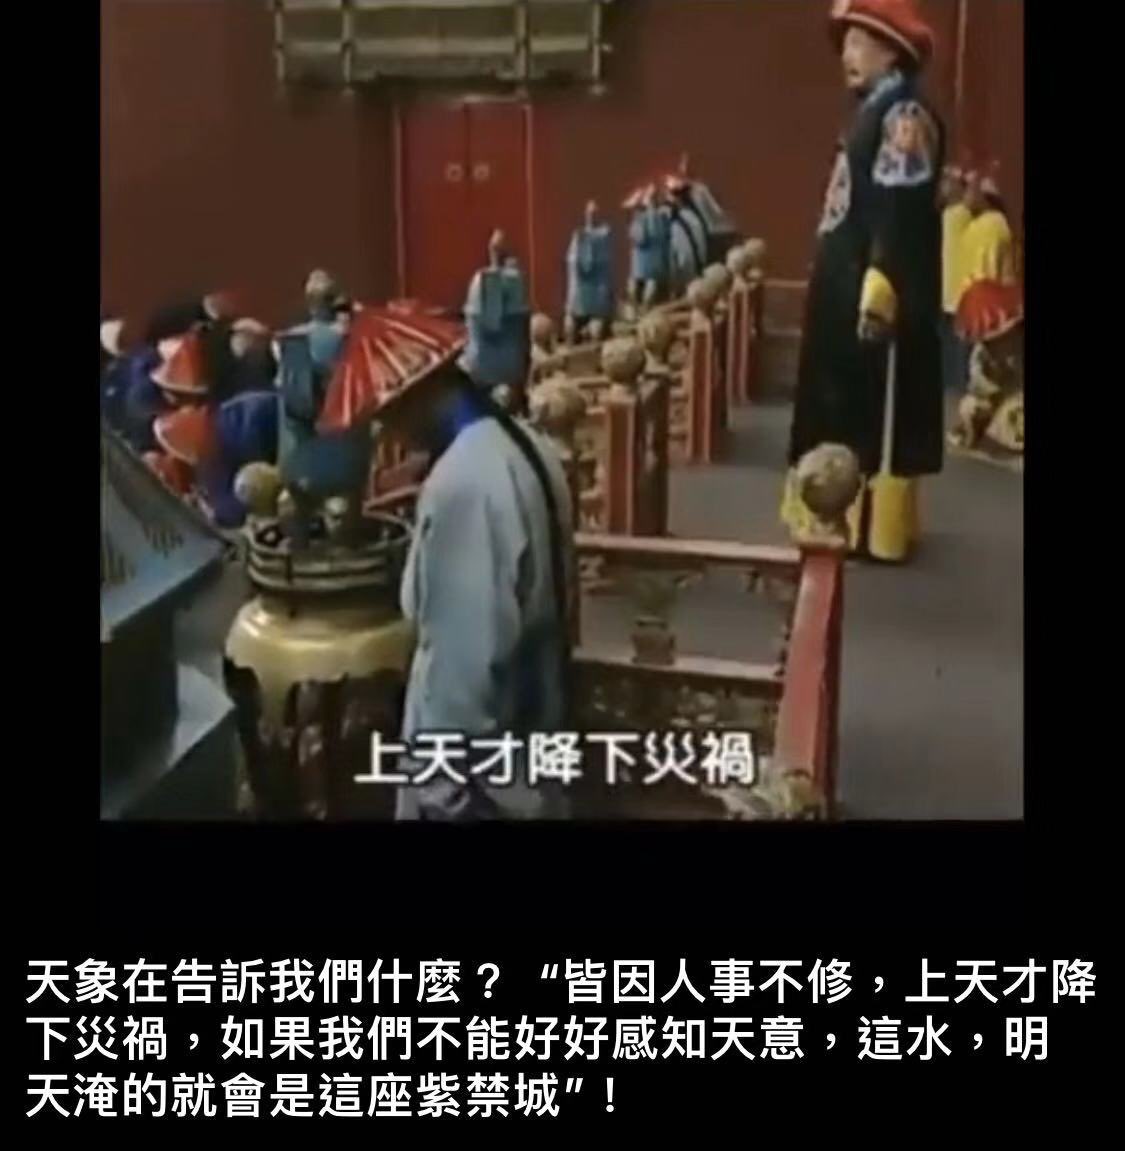 上天才降下災禍
天象在告訴我們什麼？“皆因人事不修，上天才降
下災禍，如果我們不能好好感知天意，這水，明
天淹的就會是這座紫禁城”！